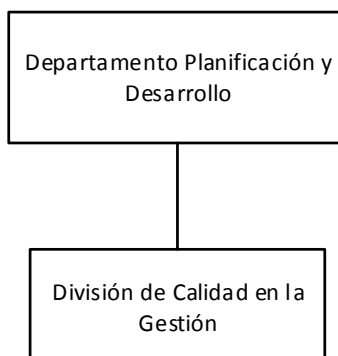 Departamento Planificación y
Desarrollo
División de Calidad en la
Gestión